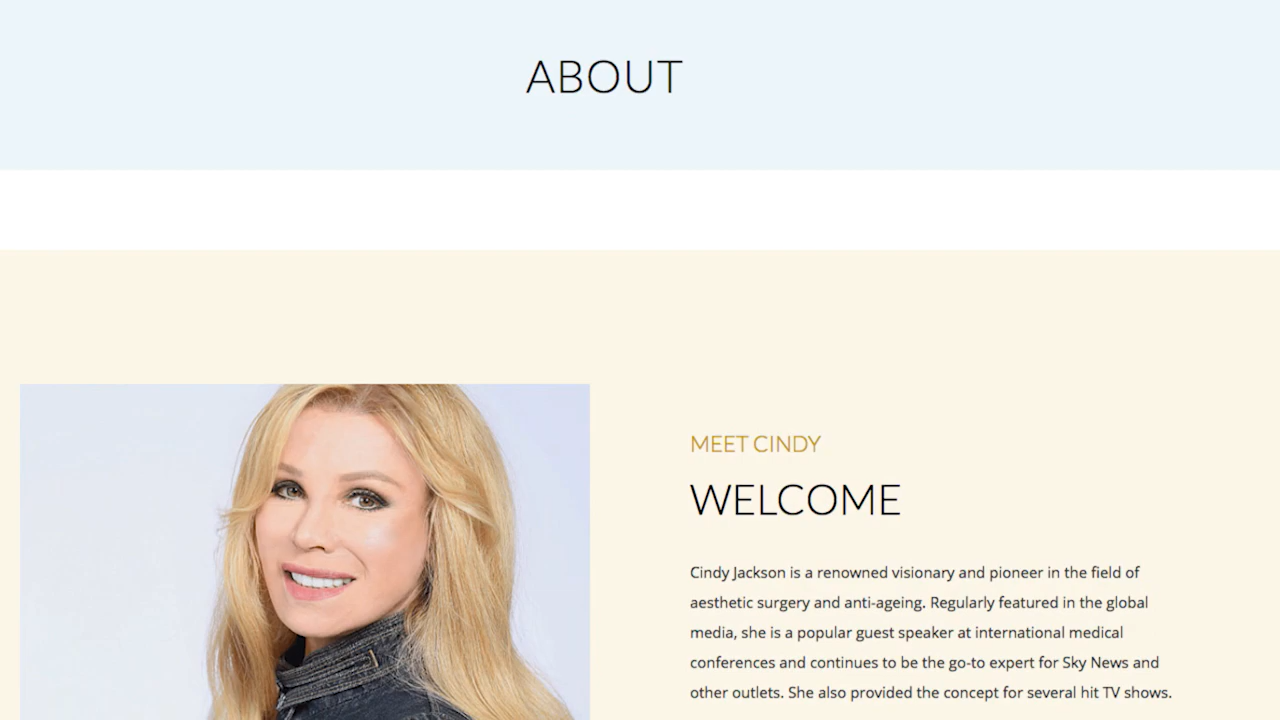 ABOUT
MEET CINDY
WELCOME
Cindy Jackson is a renowned visionary and pioneer in the field of
aesthetic surgery and anti-ageing. Regularly featured in the global
media, she is a popular guest speaker at international medical
conferences and continues to be the go-to expert for Sky News and
other outlets. She also provided the concept for several hit TV shows.